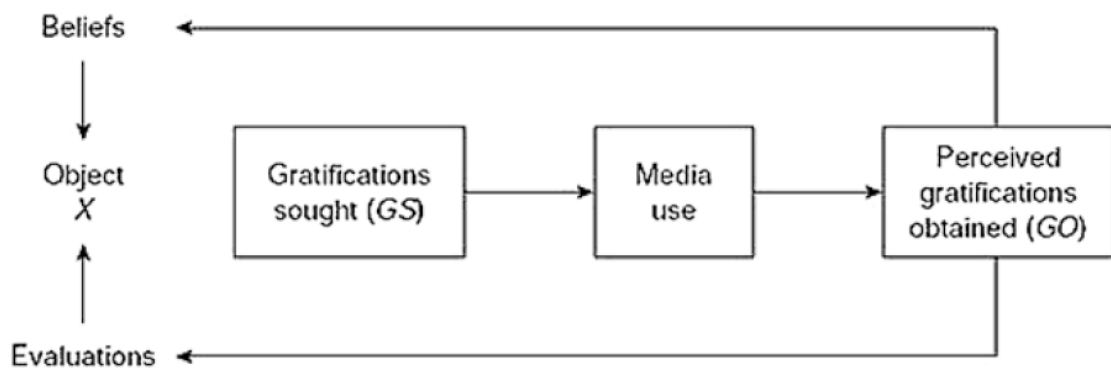 Beliefs
Object
X
Gratifications
sought (GS)
Media
use
Perceived
gratifications
obtained (GO)
Evaluations